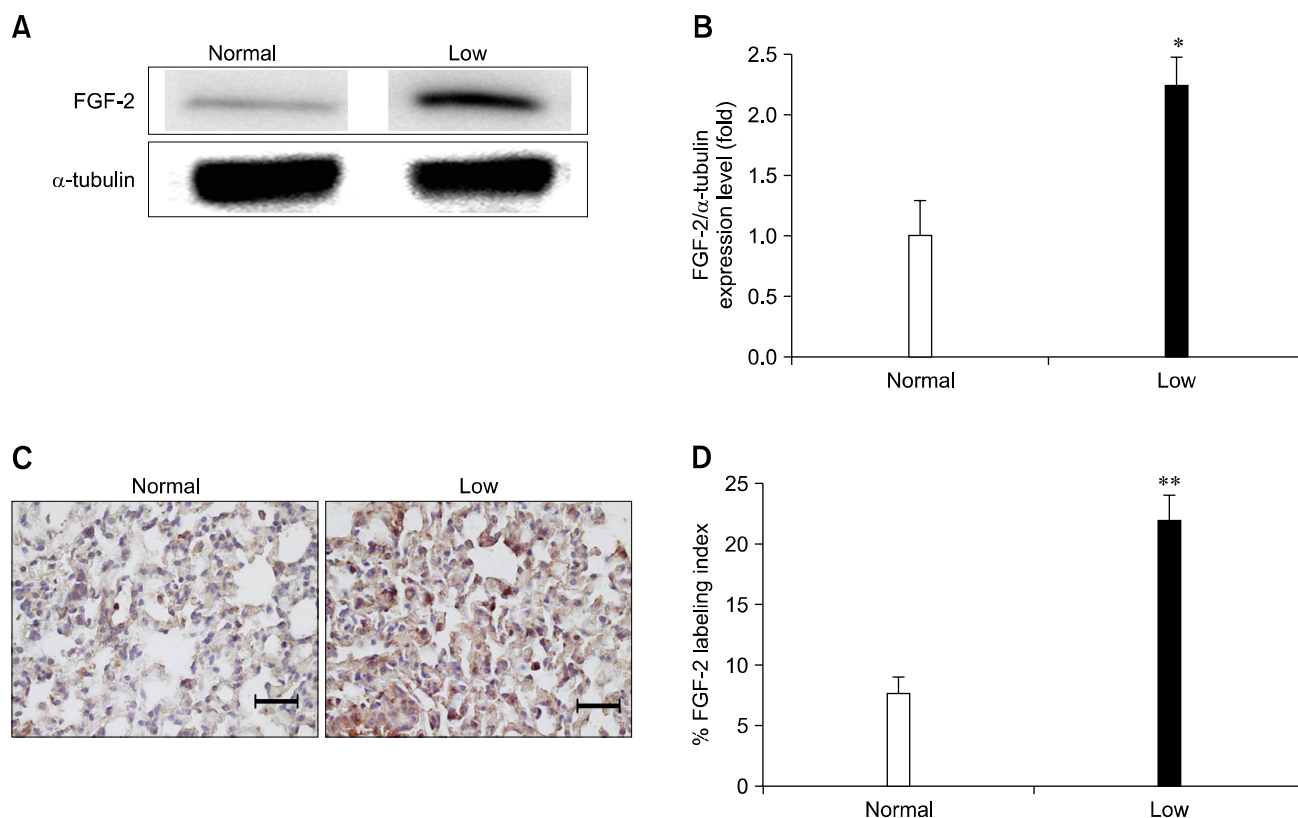 A
Normal Low
FGF-2
α-tubulin
B
FGF-2/α-tubulin
expression level (fold)
2.5
2.0
1.5
1.0
0.5
0.0
*
Normal Low
C
Normal Low
D
% FGF-2 labeling index
25
20
15
10
5
0
**
Normal Low